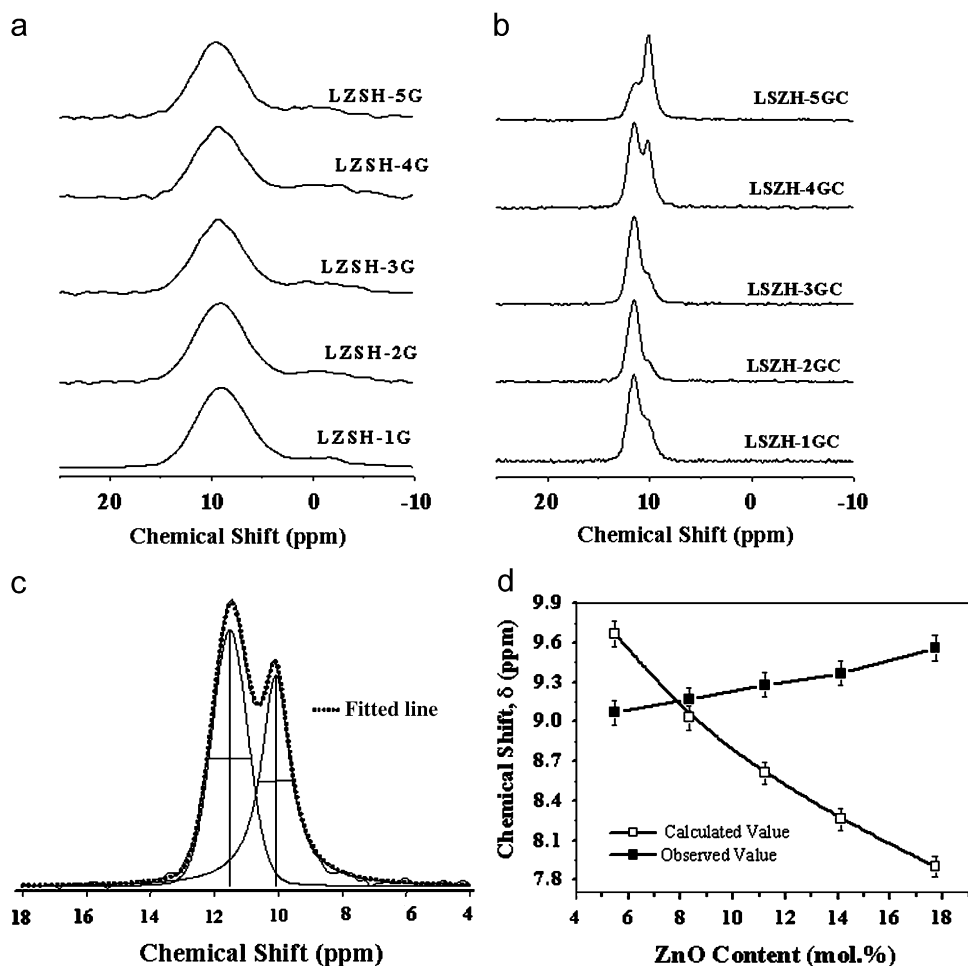 a
LZSH-5G
LZSH-4G
LZSH-3G
LZSH-2G
LZSH-1G
20 10 0 -10
Chemical Shift (ppm)
b
LSZH-5GC
LSZH-4GC
LSZH-3GC
LSZH-2GC
LSZH-1GC
20 10 0 -10
Chemical Shift (ppm)
c
Fitted line
18 16 14 12 10 8 6 4
Chemical Shift (ppm)
d
9.9
9.6
9.3
9.0
8.7
8.4
8.1
7.8
Chemical Shift, δ (ppm)
Calculated Value
Observed Value
4 6 8 10 12 14 16 18
ZnO Content (mol.%)